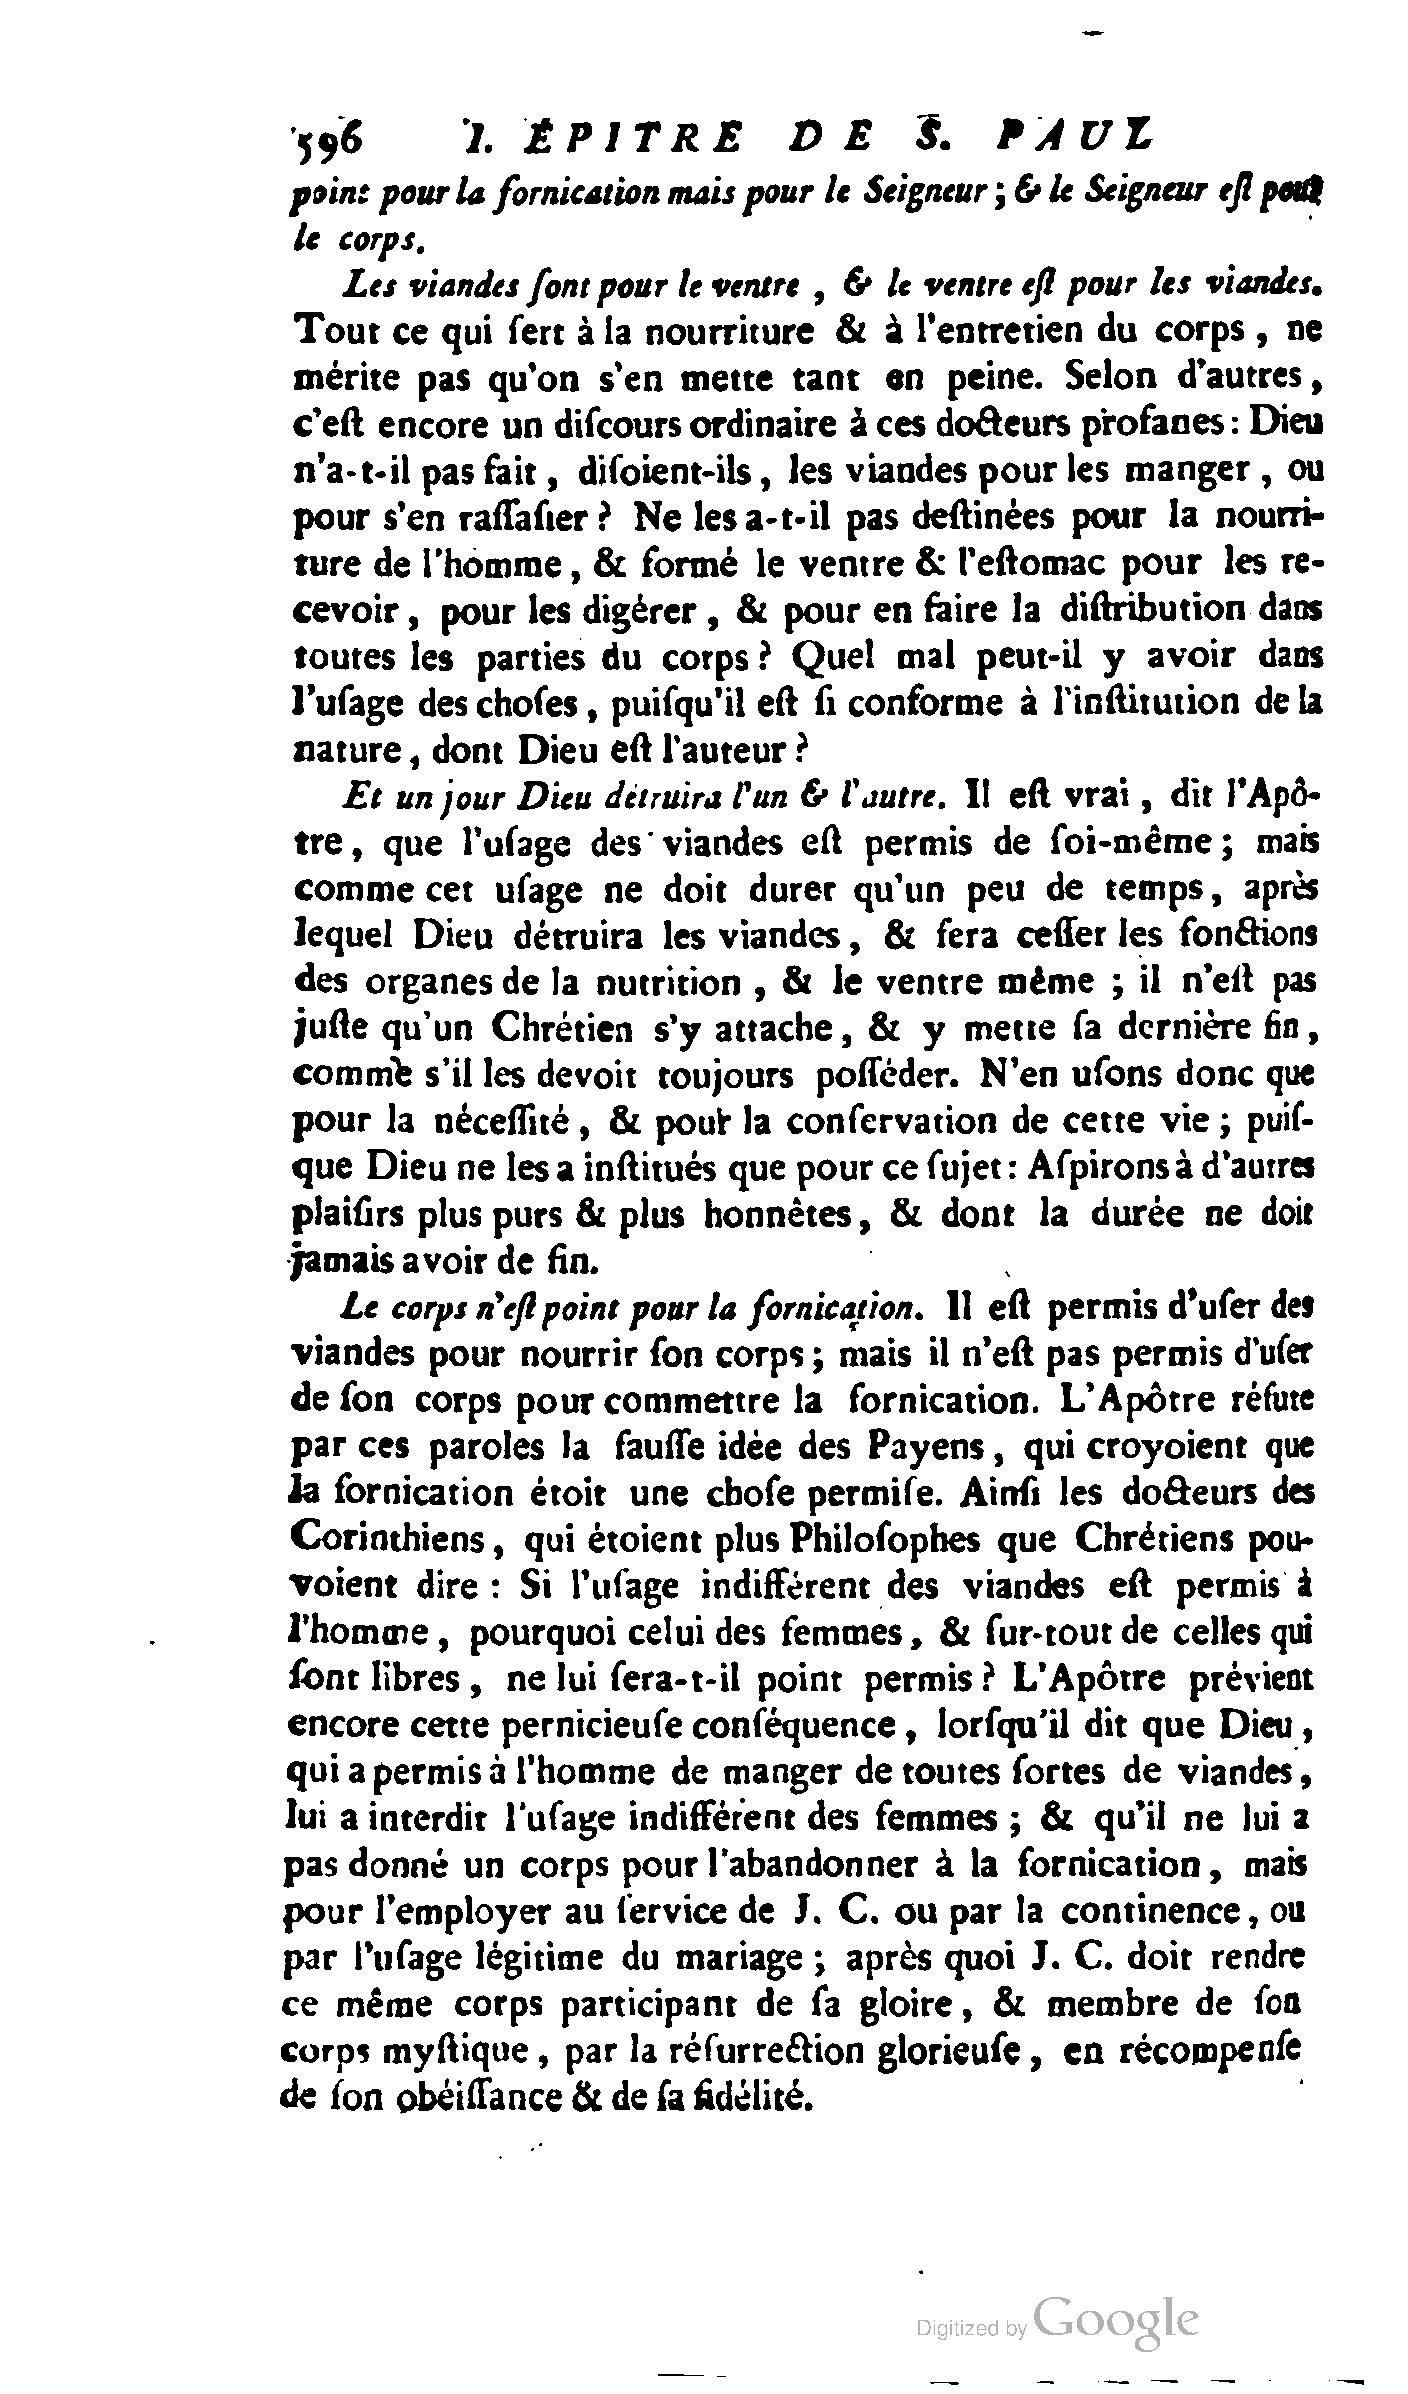 596 I. ÉPITRE DE S. PAUL
point pour la fornication mais pour le Seigneur ; & le Seigneur eſt pour
le corps.
Les viandes ſont pour le ventre , & le ventre eſt pour les viandes.
Tout ce qui ſert à la nourriture & à l'entretien du corps , ne
mérite pas qu'on s'en mette tant en peine. Selon d'autres ,
c'eſt encore un diſcours ordinaire à ces docteurs profanes : Dieu
n'a-t-il pas fait , diſoient-ils , les viandes pour les manger , ou
pour s'en raſſaſier ? Ne les a-t-il pas deſtinées pour la nourri-
ture de l'homme , & formé le ventre & l'eſtomac pour les re-
cevoir , pour les digérer , & pour en faire la diſtribution dans
toutes les parties du corps ? Quel mal peut-il y avoir dans
l'uſage des choſes , puiſqu'il eſt ſi conforme à l'inſtitution de la
nature , dont Dieu eſt l'auteur ?
Et un jour Dieu détruira l'un & l'autre. Il eſt vrai , dit l'Apô-
tre , que l'uſage des viandes eſt permis de ſoi-même ; mais
comme cet uſage ne doit durer qu'un peu de temps , après
lequel Dieu détruira les viandes , & fera ceſſer les fonctions
des organes de la nutrition , & le ventre même ; il n'eſt pas
juſte qu'un Chrétien s'y attache , & y mette ſa dernière fin ,
comme s'il les devoit toujours poſſéder. N'en uſons donc que
pour la néceſſité , & pour la conſervation de cette vie ; puiſ-
que Dieu ne les a inſtitués que pour ce ſujet : Aſpirons à d'autres
plaiſirs plus purs & plus honnêtes , & dont la durée ne doit
jamais avoir de fin.
Le corps n'eſt point pour la fornication. Il eſt permis d'uſer des
viandes pour nourrir ſon corps ; mais il n'eſt pas permis d'uſer
de ſon corps pour commettre la fornication. L'Apôtre réfute
par ces paroles la fauſſe idée des Payens , qui croyoient que
la fornication étoit une choſe permiſe. Ainſi les docteurs des
Corinthiens , qui étoient plus Philoſophes que Chrétiens pou-
voient dire : Si l'uſage indifférent des viandes eſt permis à
l'homme , pourquoi celui des femmes , & ſur-tout de celles qui
ſont libres , ne lui ſera-t-il point permis ? L'Apôtre prévient
encore cette pernicieuſe conſéquence , lorſqu'il dit que Dieu ,
qui a permis à l'homme de manger de toutes ſortes de viandes ,
lui a interdit l'uſage indifférent des femmes ; & qu'il ne lui a
pas donné un corps pour l'abandonner à la fornication , mais
pour l'employer au ſervice de J. C. ou par la continence , ou
par l'uſage légitime du mariage ; après quoi J. C. doit rendre
ce même corps participant de ſa gloire , & membre de ſon
corps myſtique , par la réſurrection glorieuſe , en récompenſe
de ſon obéiſſance & de ſa fidélité.
Digitized by Google